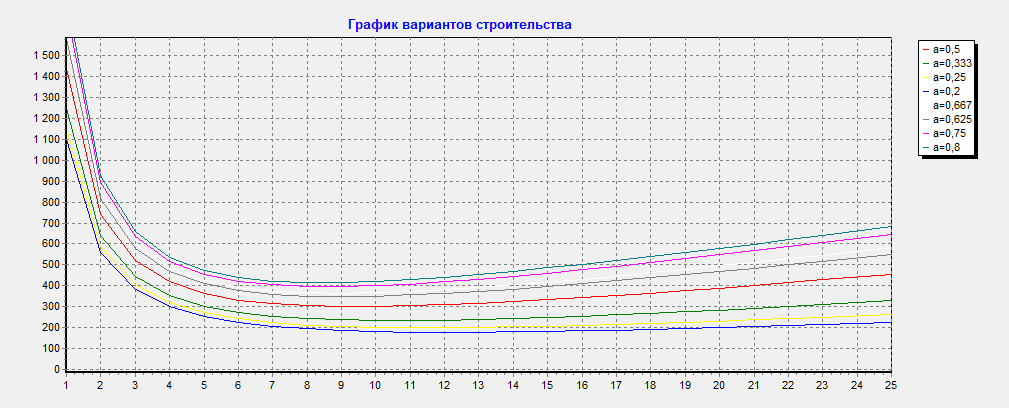 График вариантов строительства
1 500
1 400
1 300
1 200
1 100
1 000
900
800
700
600
500
400
300
200
100
0
1 2 3 4 5 6 7 8 9 10 11 12 13 14 15 16 17 18 19 20 21 22 23 24 25
a=0,5
a=0,333
a=0,25
a=0,2
a=0,667
a=0,625
a=0,75
a=0,8